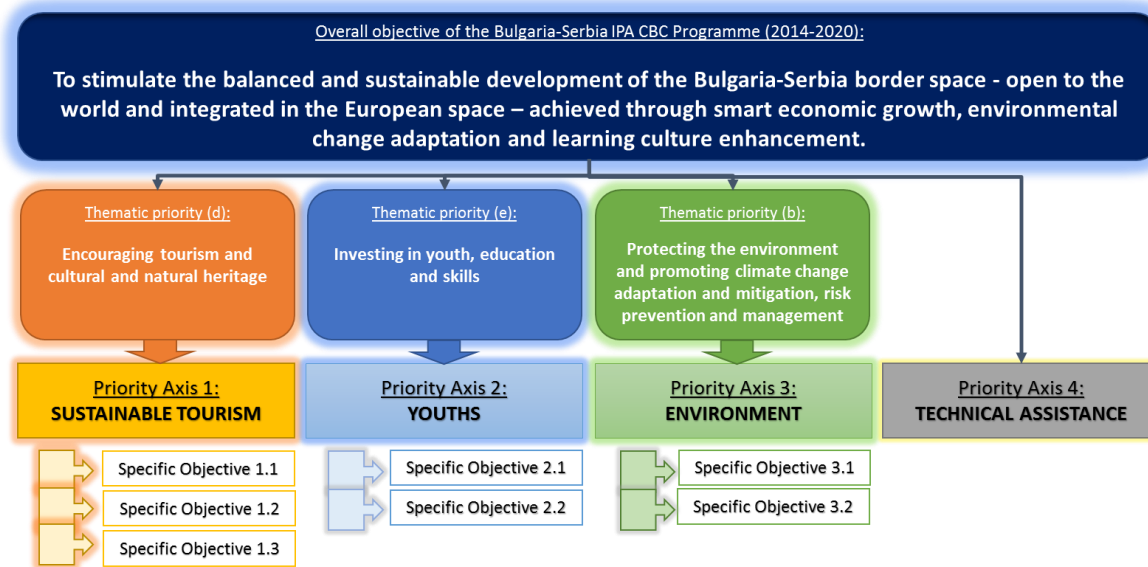 Overall objective of the Bulgaria-Serbia IPA CBC Programme (2014-2020):
To stimulate the balanced and sustainable development of the Bulgaria-Serbia border space - open to the
world and integrated in the European space – achieved through smart economic growth, environmental
change adaptation and learning culture enhancement.
Thematic priority (d):
Encouraging tourism and
cultural and natural heritage
Thematic priority (e):
Investing in youth, education
and skills
Thematic priority (b):
Protecting the environment
and promoting climate change
adaptation and mitigation, risk
prevention and management
Priority Axis 1:
SUSTAINABLE TOURISM
Priority Axis 2:
YOUTHS
Priority Axis 3:
ENVIRONMENT
Priority Axis 4:
TECHNICAL ASSISTANCE
Specific Objective 1.1
Specific Objective 1.2
Specific Objective 1.3
Specific Objective 2.1
Specific Objective 2.2
Specific Objective 3.1
Specific Objective 3.2